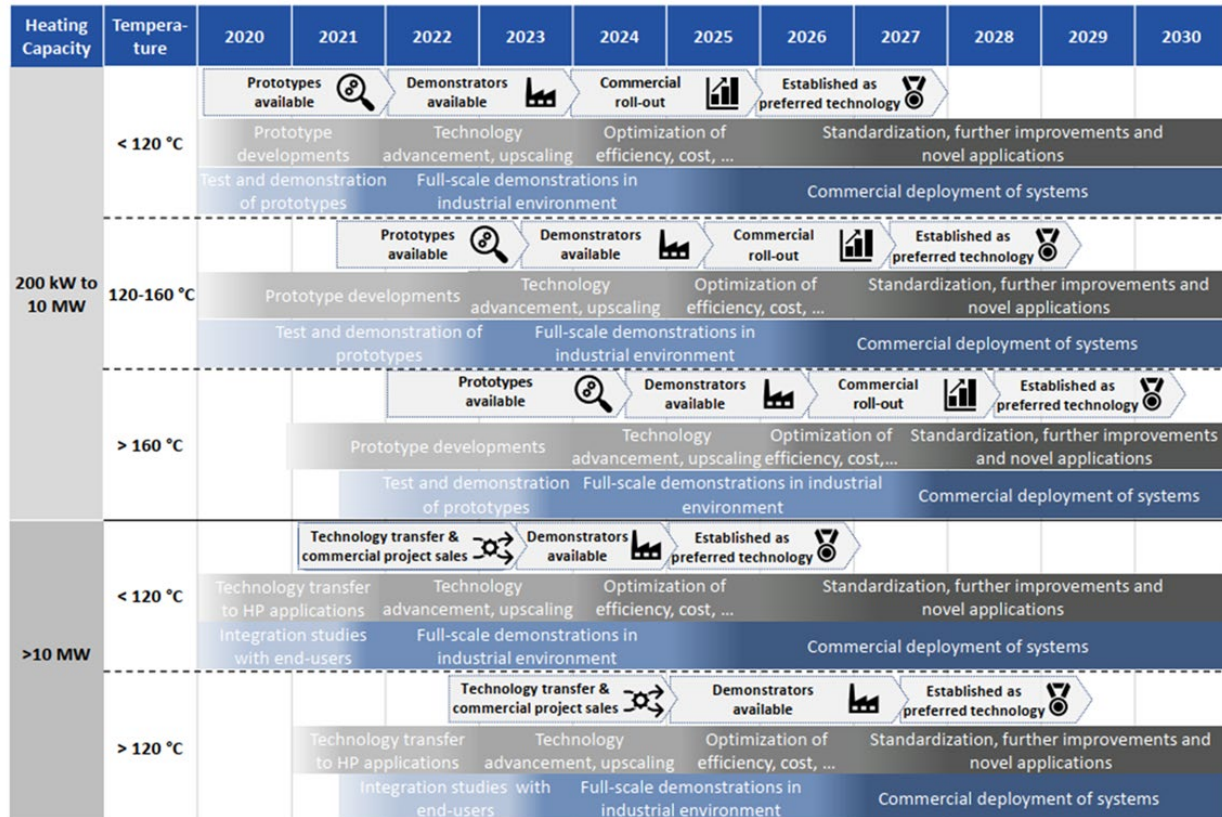 Heating Capacity
Tempera-ture
2020
2021
2022
2023
2024
2025
2026
2027
2028
2029
2030
200 kW to
10 MW
< 120 °C
Prototypes
available
Demonstrators
available
Commercial
roll-out
Established as
preferred technology
Prototype
developments
Technology
advancement, upscaling
Optimization of
efficiency, cost, ...
Standardization, further improvements and
novel applications
Test and demonstration
of prototypes
Full-scale demonstrations in
industrial environment
Commercial deployment of systems
120-160 °C
Prototypes
available
Demonstrators
available
Commercial
roll-out
Established as
preferred technology
Prototype developments
Technology
advancement, upscaling
Optimization of
efficiency, cost, ...
Standardization, further improvements and
novel applications
Test and demonstration of
prototypes
Full-scale demonstrations in
industrial environment
Commercial deployment of systems
> 160 °C
Prototypes
available
Demonstrators
available
Commercial
roll-out
Established as
preferred technology
Prototype developments
Technology
advancement, upscaling
Optimization of
efficiency, cost,...
Standardization, further improvements
and novel applications
Test and demonstration
of prototypes
Full-scale demonstrations in industrial
environment
Commercial deployment of systems
>10 MW
< 120 °C
Technology transfer &
commercial project sales
Demonstrators
available
Established as
preferred technology
Technology transfer
to HP applications
Technology
advancement, upscaling
Optimization of
efficiency, cost, ...
Standardization, further improvements and
novel applications
Integration studies
with end-users
Full-scale demonstrations in
industrial environment
Commercial deployment of systems
> 120 °C
Technology transfer &
commercial project sales
Demonstrators
available
Established as
preferred technology
Technology transfer
to HP applications
Technology
advancement, upscaling
Optimization of
efficiency, cost, ...
Standardization, further improvements and
novel applications
Integration studies with
end-users
Full-scale demonstrations in
industrial environment
Commercial deployment of systems